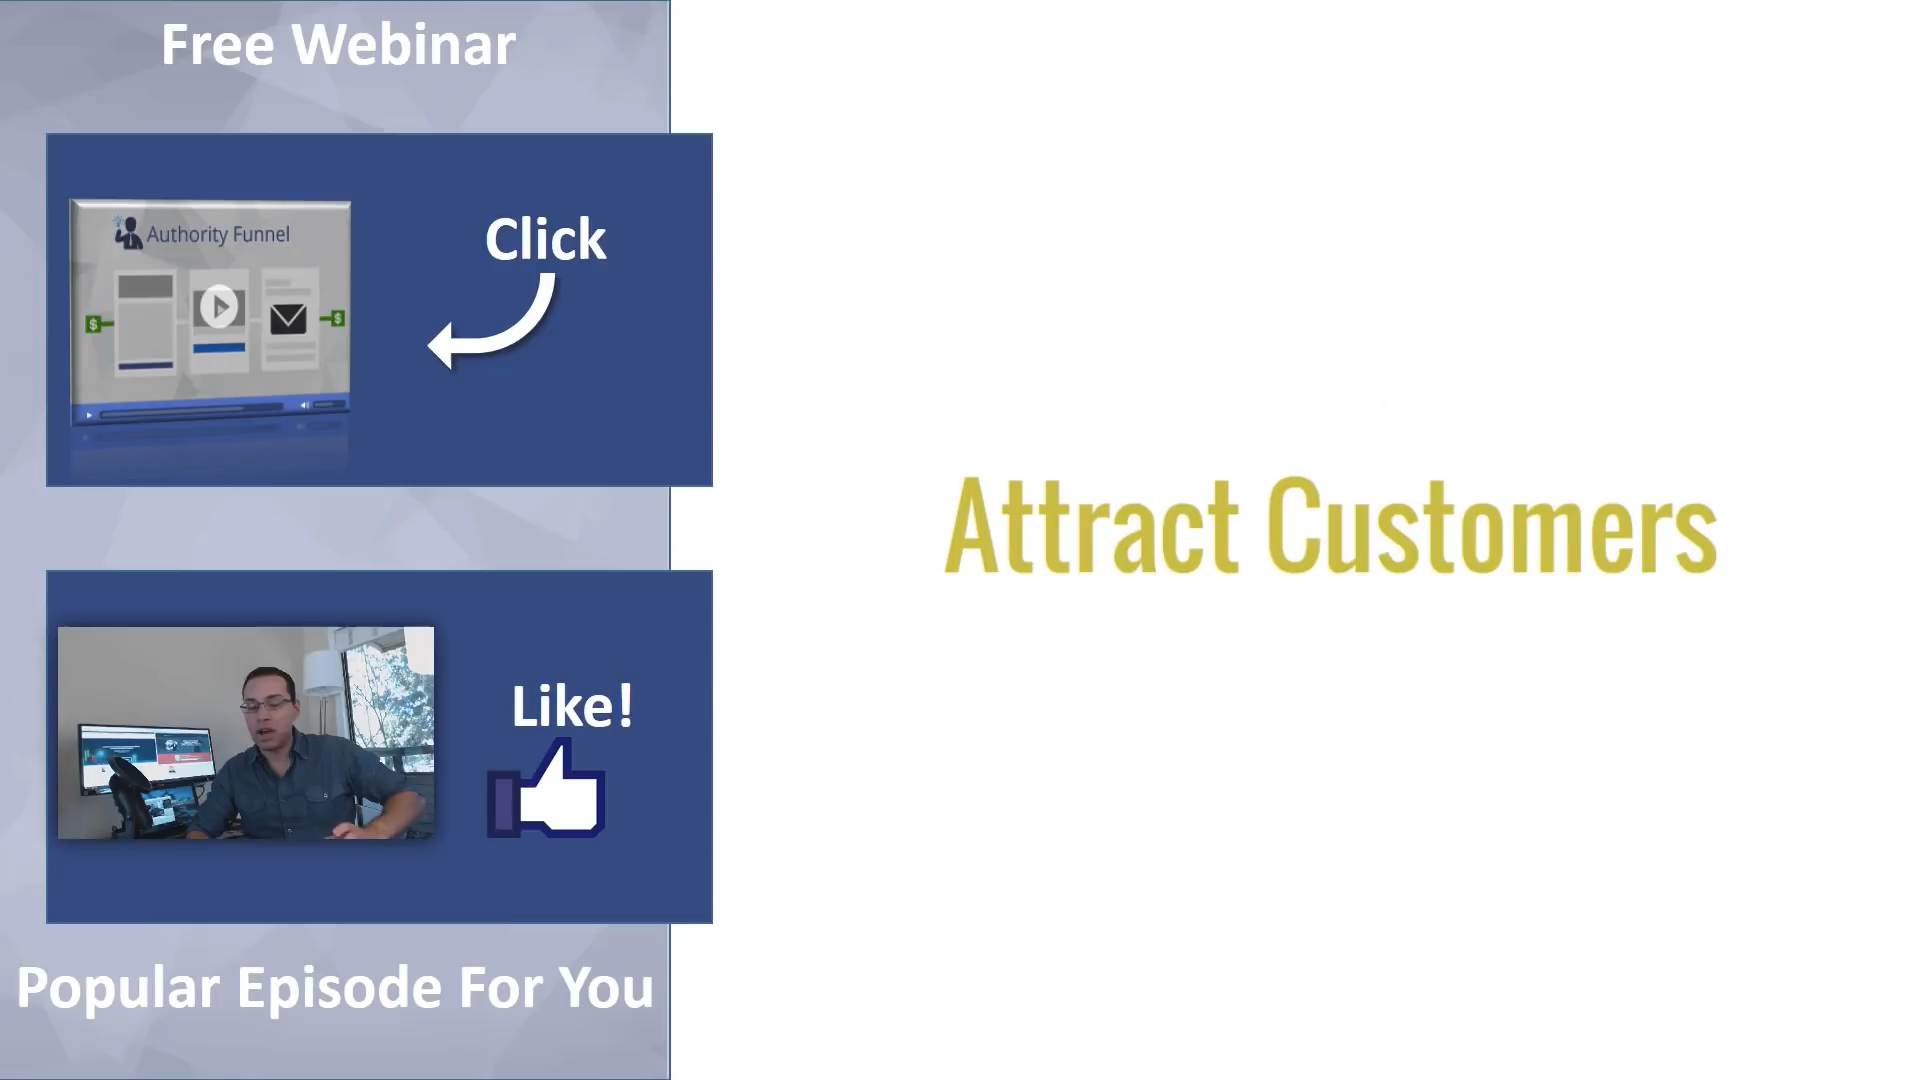 Free Webinar
Authority Funnel
Click
$
$
Attract Customers
Like!
Popular Episode For You